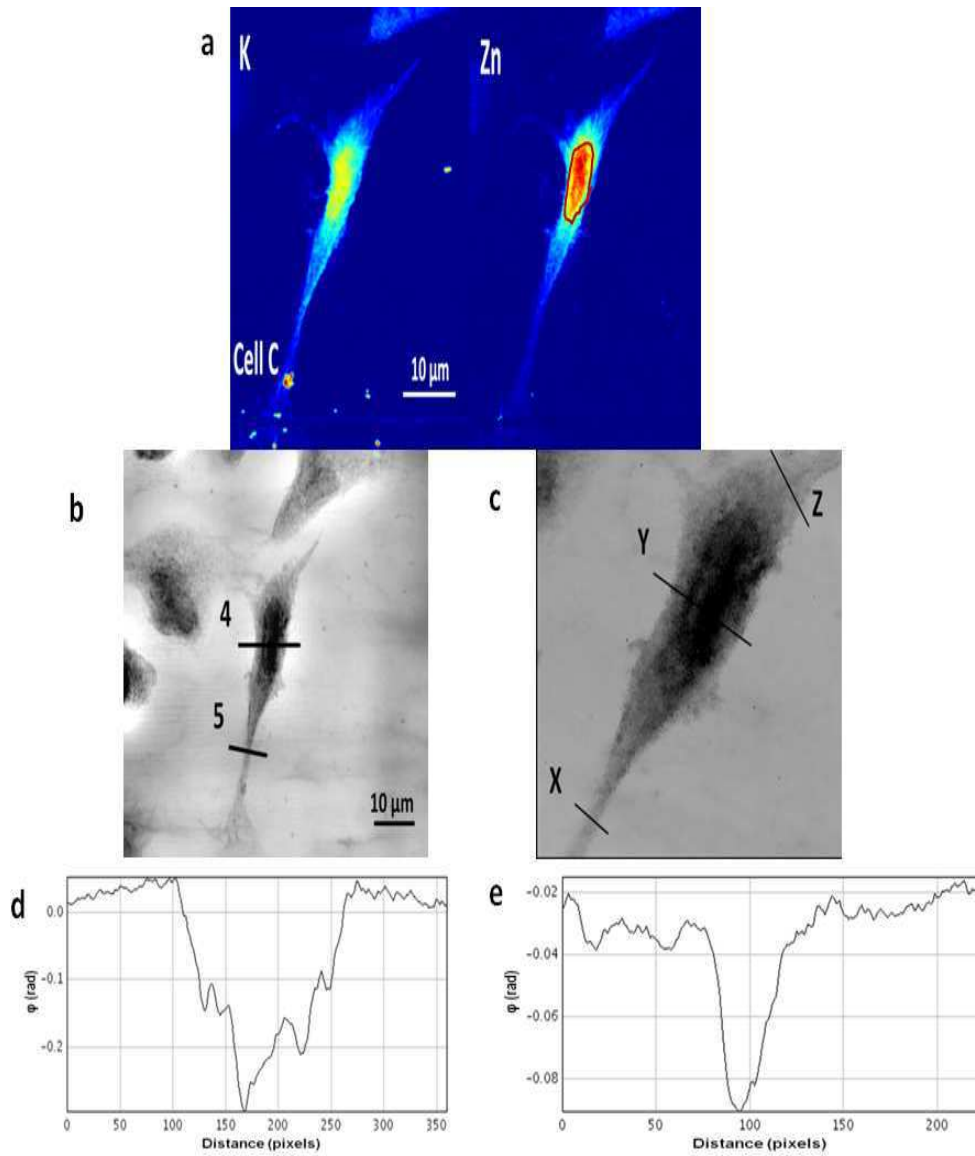 a
K
Zn
Cell C
10 µm
b
4
5
10 µm
c
Y
Z
X
d
0.0
-0.1
-0.2
φ (rad)
0 50 100 150 200 250 300 350
Distance (pixels)
e
-0.02
-0.04
-0.06
-0.08
φ (rad)
0 50 100 150 200
Distance (pixels)